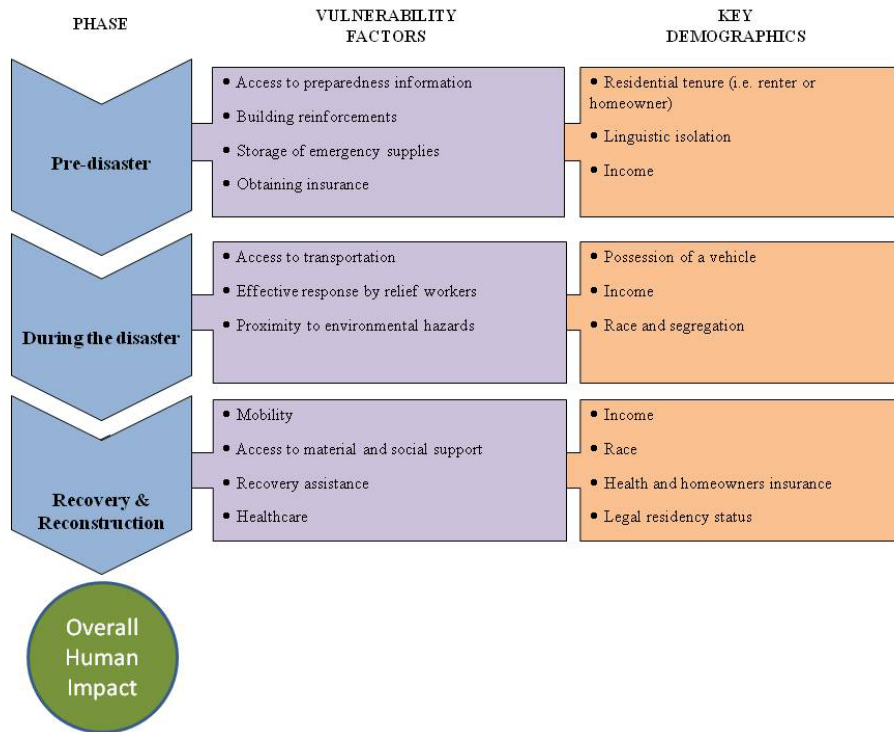 PHASE
VULNERABILITY
FACTORS
KEY
DEMOGRAPHICS
Pre-disaster
• Access to preparedness information
• Building reinforcements
• Storage of emergency supplies
• Obtaining insurance
• Residential tenure (i.e. renter or
homeowner)
• Linguistic isolation
• Income
During the disaster
• Access to transportation
• Effective response by relief workers
• Proximity to environmental hazards
• Possession of a vehicle
• Income
• Race and segregation
Recovery &
Reconstruction
• Mobility
• Access to material and social support
• Recovery assistance
• Healthcare
• Income
• Race
• Health and homeowners insurance
• Legal residency status
Overall
Human
Impact